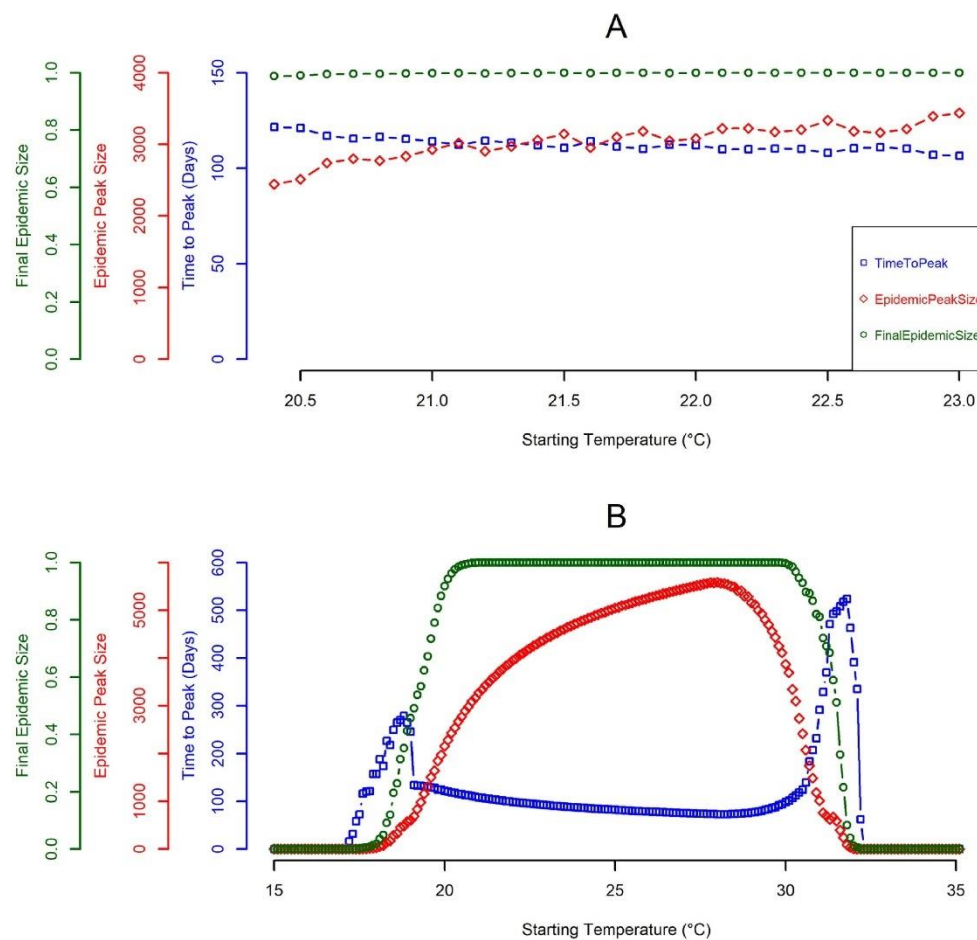 A
Final Epidemic Size
0.0 0.2 0.4 0.6 0.8 1.0
Epidemic Peak Size
0 1000 2000 3000 4000
Time to Peak (Days)
0 50 100 150
TimeToPeak
EpidemicPeakSize
FinalEpidemicSize
20.5 21.0 21.5 22.0 22.5 23.0
Starting Temperature (°C)
B
Final Epidemic Size
0.0 0.2 0.4 0.6 0.8 1.0
Epidemic Peak Size
0 1000 3000 5000
Time to Peak (Days)
0 100 200 300 400 500 600
15 20 25 30 35
Starting Temperature (°C)